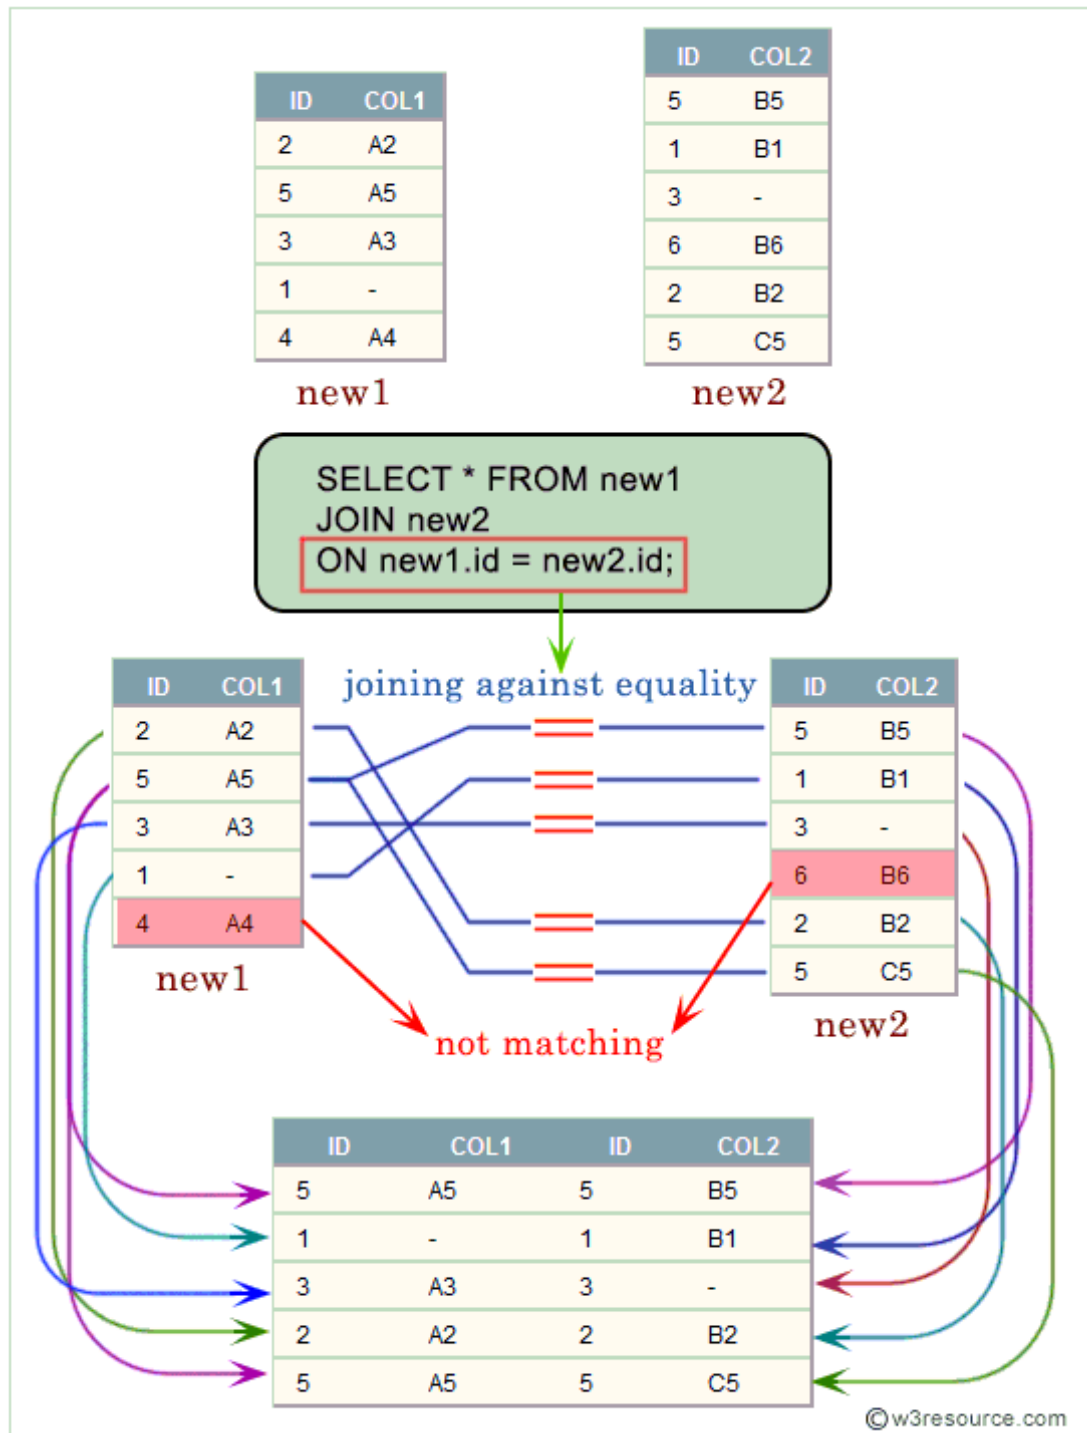 ID COL1
2 A2
5 A5
3 A3
1 -
4 A4
new1
ID COL2
5 B5
1 B1
3 -
6 B6
2 B2
5 C5
new2
SELECT * FROM new1
JOIN new2
ON new1.id = new2.id;
joining against equality
ID COL1
2 A2
5 A5
3 A3
1 -
4 A4
new1
ID COL2
5 B5
1 B1
3 -
6 B6
2 B2
5 C5
new2
not matching
ID COL1 ID COL2
5 A5 5 B5
1 - 1 B1
3 A3 3 -
2 A2 2 B2
5 A5 5 C5
©w3resource.com